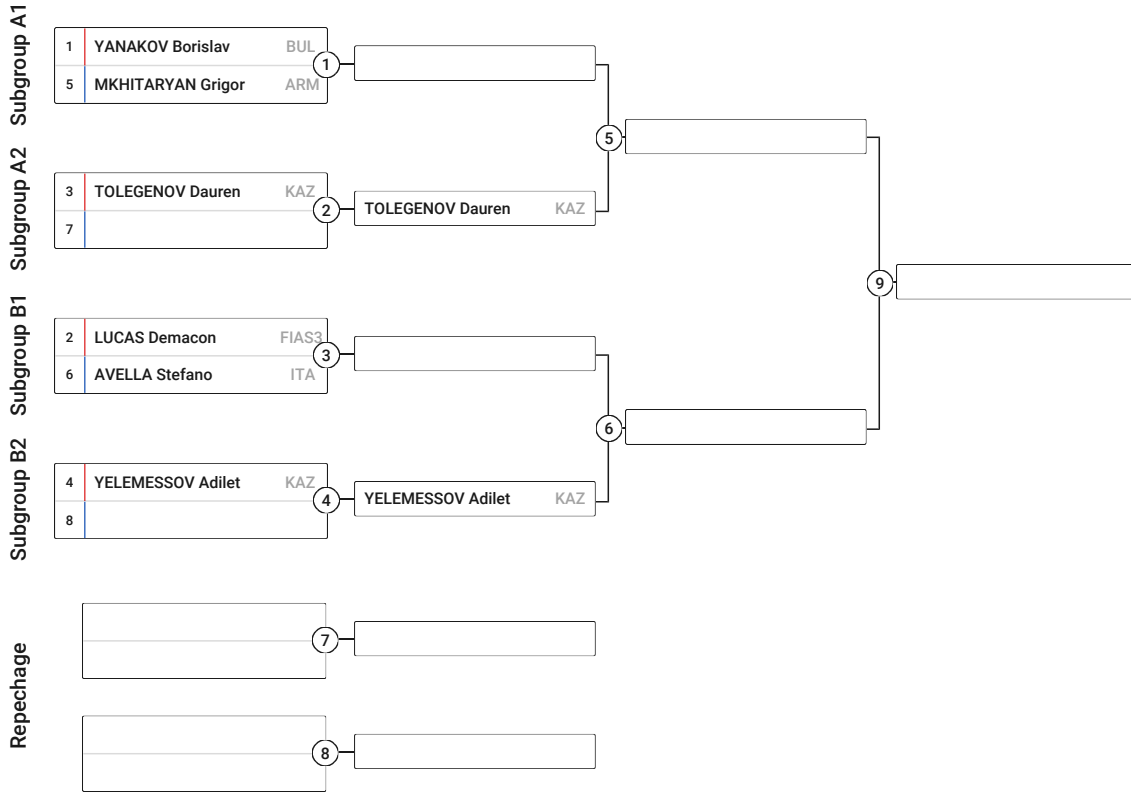 Subgroup A1
1 YANAKOV Borislav BUL
5 MKHITARYAN Grigor ARM
1
5
Subgroup A2
3 TOLEGENOV Dauren KAZ
7
2
TOLEGENOV Dauren KAZ
9
Subgroup B1
2 LUCAS Demacon FIAS3
6 AVELLA Stefano ITA
3
6
Subgroup B2
4 YELEMESSOV Adilet KAZ
8
4
YELEMESSOV Adilet KAZ
Repechage
7
8